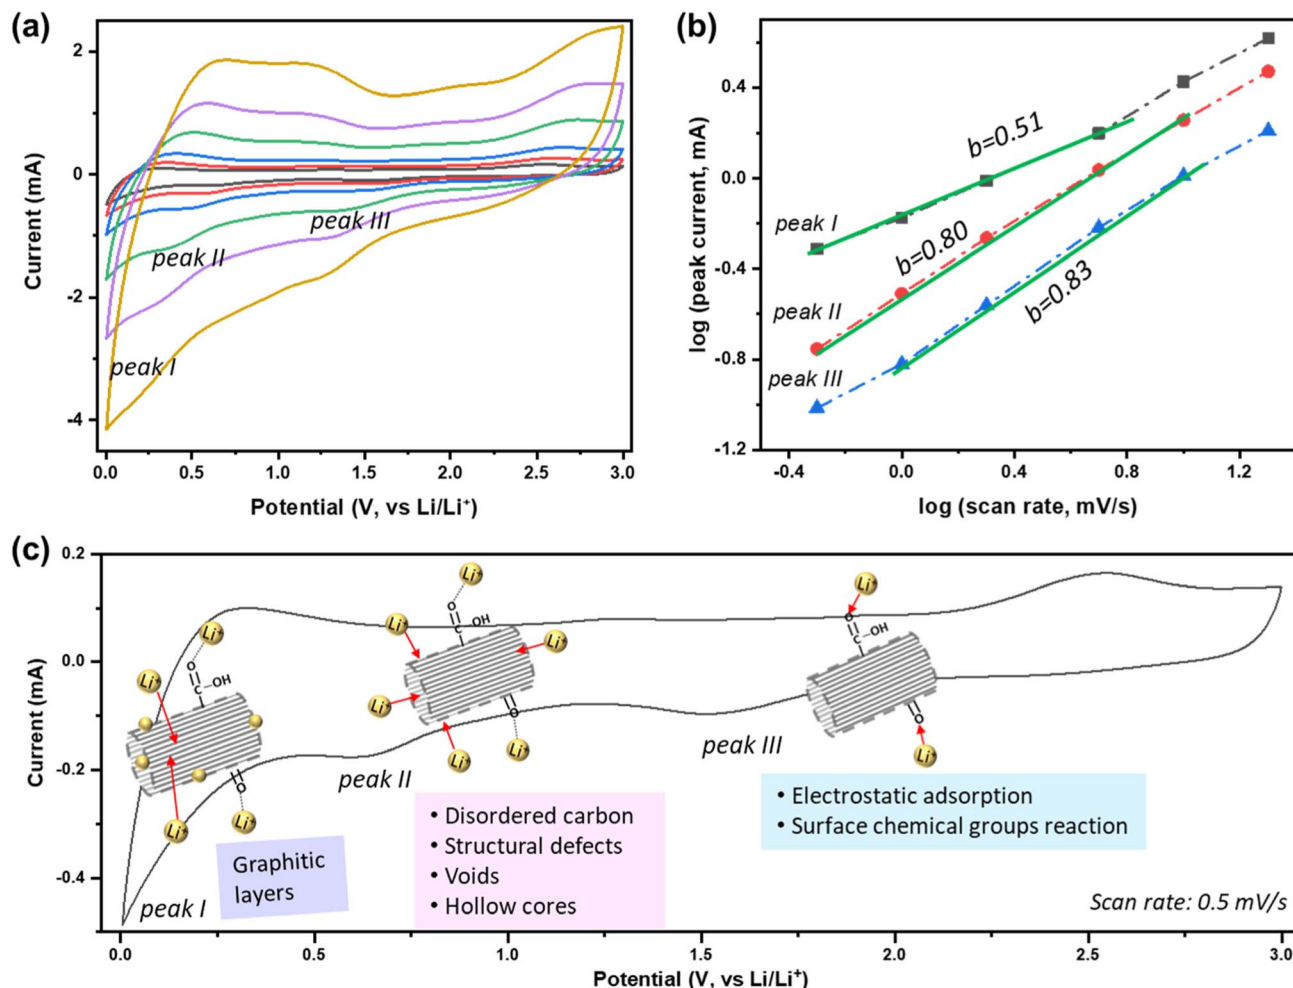 (a)
2
0
-2
-4
Current (mA)
peak III
peak II
peak I
0.0 0.5 1.0 1.5 2.0 2.5 3.0
Potential (V, vs Li/Li⁺)
(b)
0.4
0.0
-0.4
-0.8
-1.2
log (peak current, mA)
b=0.51
peak I
b=0.80
b=0.83
peak II
peak III
-0.4 0.0 0.4 0.8 1.2
log (scan rate, mV/s)
(c)
0.2
0.0
-0.2
-0.4
Current (mA)
Li⁺
Li⁺
O
C-OH
O
Li⁺
Li⁺
peak I
Graphitic
layers
Li⁺
O
C-OH
Li⁺
Li⁺
Li⁺
O
Li⁺
Li⁺
peak II
• Disordered carbon
• Structural defects
• Voids
• Hollow cores
Li⁺
O
C-OH
O
Li⁺
peak III
▪ Electrostatic adsorption
▪ Surface chemical groups reaction
Scan rate: 0.5 mV/s
0.0 0.5 1.0 1.5 2.0 2.5 3.0
Potential (V, vs Li/Li⁺)